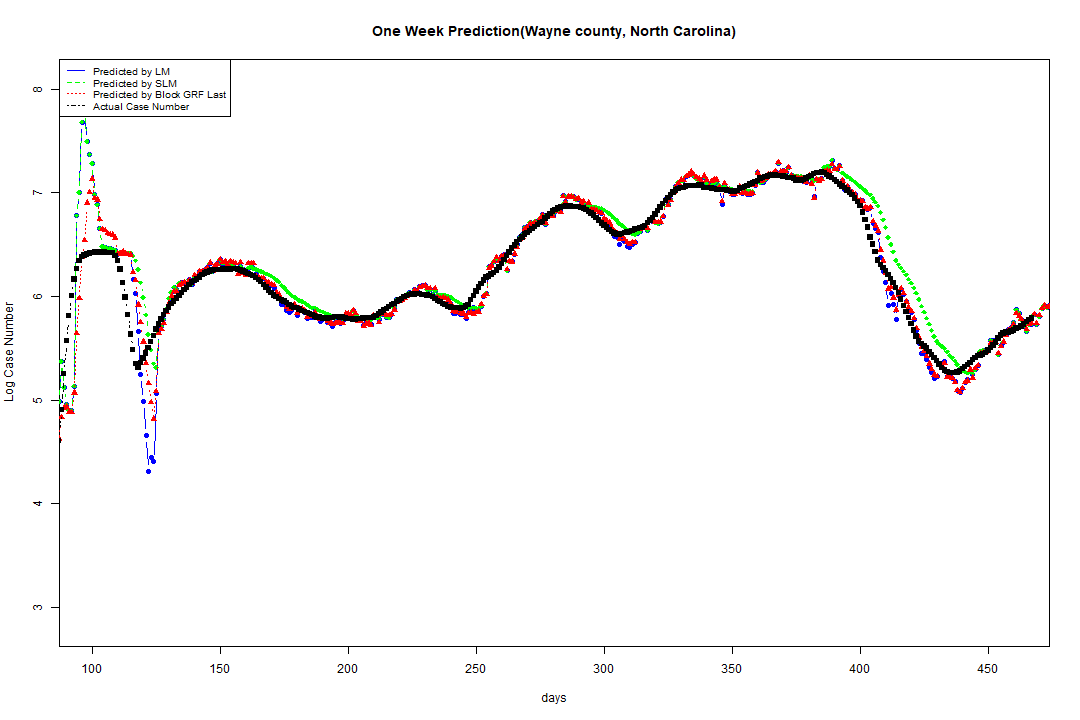 One Week Prediction(Wayne county, North Carolina)
Predicted by LM
Predicted by SLM
Predicted by Block GRF Last
Actual Case Number
8
7
6
5
4
3
Log Case Number
100 150 200 250 300 350 400 450
days